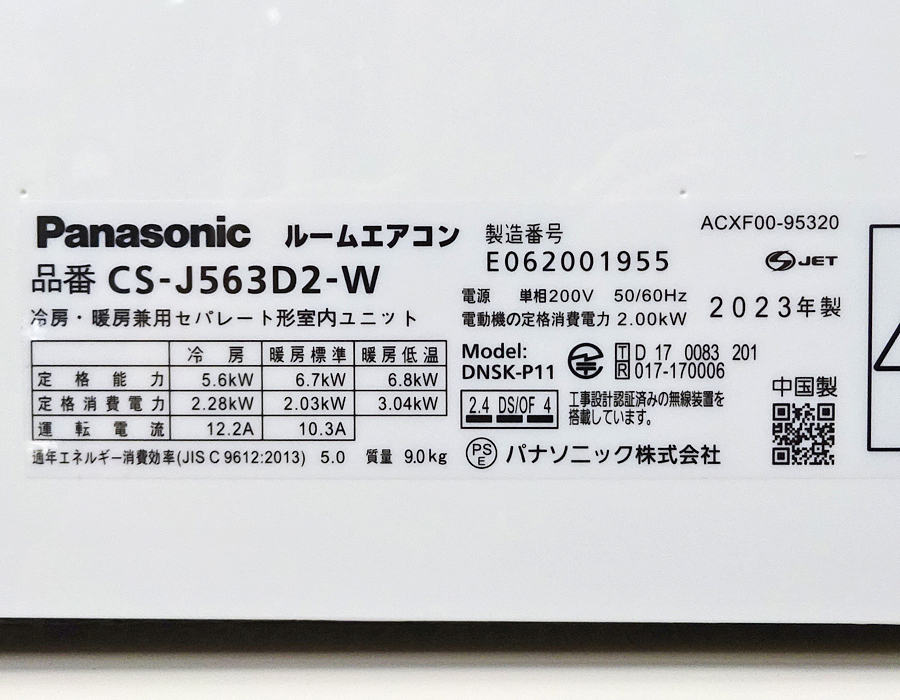 Panasonic ルームエアコン
品番 CS-J563D2-W
冷房・暖房兼用セパレート形室内ユニット
冷房 暖房標準 暖房低温
定格能力 5.6kW 6.7kW 6.8kW
定格消費電力 2.28kW 2.03kW 3.04kW
運転電流 12.2A 10.3A
通年エネルギー消費効率(JIS C 9612:2013) 5.0 質量 9.0kg
製造番号
E062001955
電源 単相200V 50/60Hz
電動機の定格消費電力 2.00kW
ACXF00-95320
JET
2023年製
Model:
DNSK-P11
T D 17 0083 201
R 017-170006
2.4 DS/OF 4
工事設計認証済みの無線装置を
搭載しています。
PS
E
パナソニック株式会社
中国製